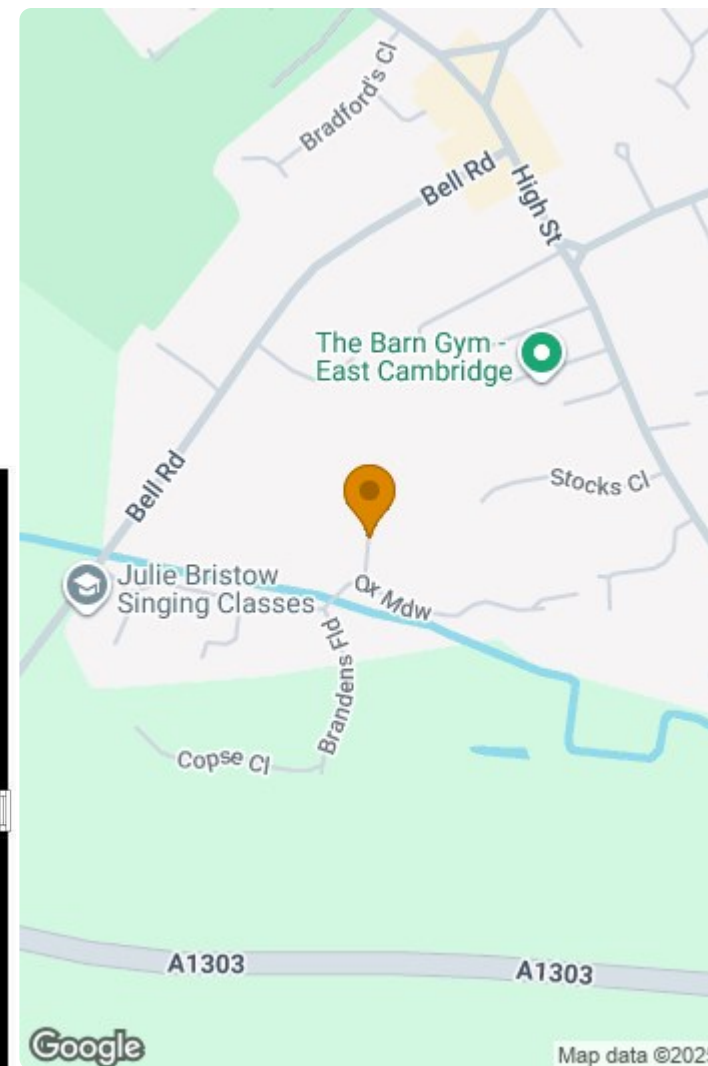 Bradford's Cl
Bell Rd
High St
The Barn Gym -
East Cambridge
Bell Rd
Stocks Cl
Julie Bristow
Singing Classes
Ox Mdw
Brandens Fld
Copse Cl
A1303
A1303
Google
Map data ©2025